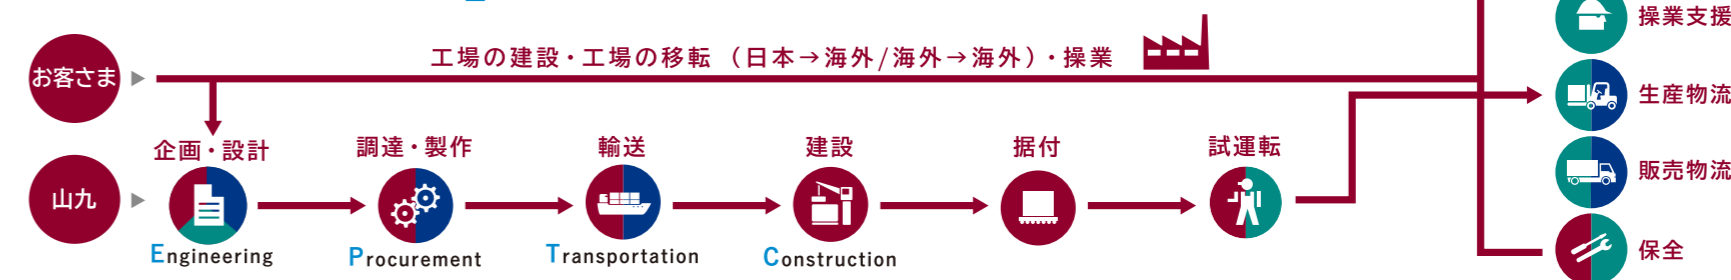 操業支援
工場の建設・工場の移転 （日本→海外/海外→海外）・操業
お客さま
生産物流
企画・設計
調達・製作
輸送
建設
据付
試運転
販売物流
山九
保全
Engineering
Procurement
Transportation
Construction